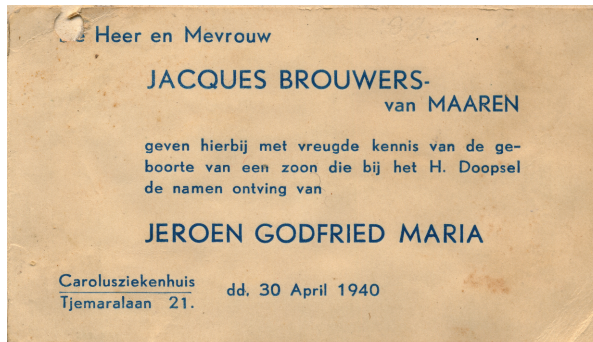 Heer en Mevrouw
JACQUES BROUWERS-
van MAAREN
geven hierbij met vreugde kennis van de ge-
boorte van een zoon die bij het H. Doopsel
de namen ontving van
JEROEN GODFRIED MARIA
Carolusziekenhuis
Tjemaralaan 21.
dd. 30 April 1940